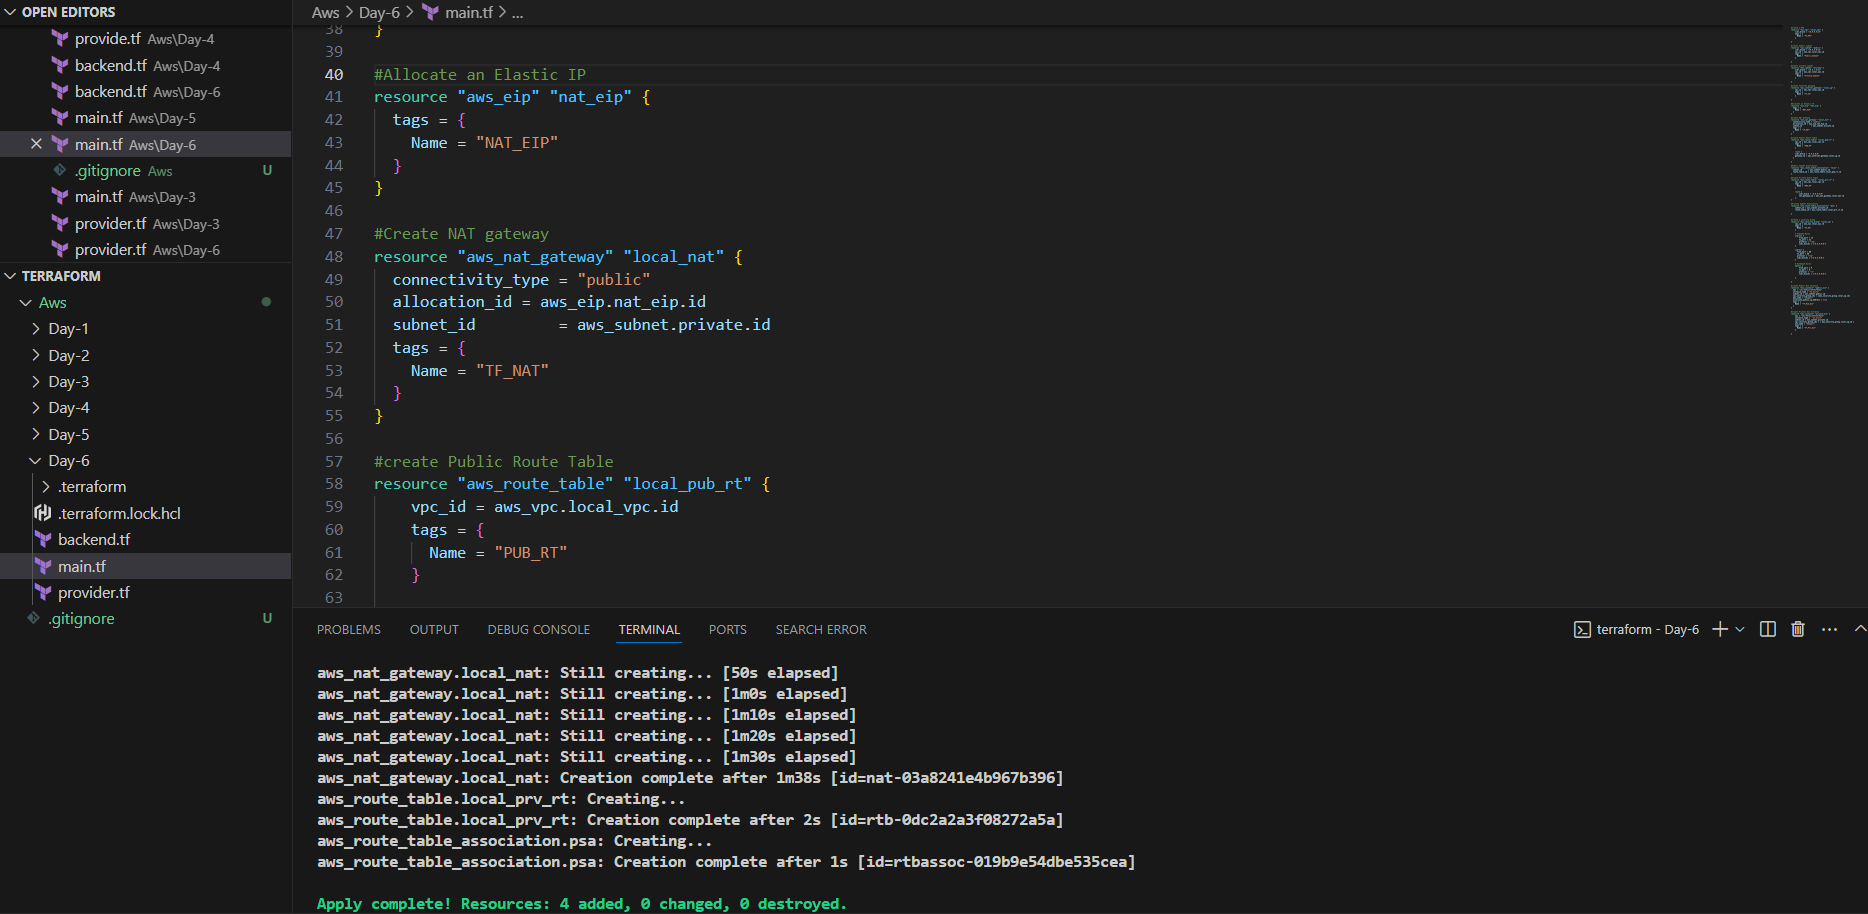 OPEN EDITORS
provide.tf Aws\Day-4
backend.tf Aws\Day-4
backend.tf Aws\Day-6
main.tf Aws\Day-5
main.tf Aws\Day-6
.gitignore Aws U
main.tf Aws\Day-3
provider.tf Aws\Day-3
provider.tf Aws\Day-6
TERRAFORM
Aws
Day-1
Day-2
Day-3
Day-4
Day-5
Day-6
.terraform
.terraform.lock.hcl
backend.tf
main.tf
provider.tf
.gitignore U
Aws > Day-6 > main.tf > ...
38 }
39
40 #Allocate an Elastic IP
41 resource "aws_eip" "nat_eip" {
42 tags = {
43 Name = "NAT_EIP"
44 }
45 }
46
47 #Create NAT gateway
48 resource "aws_nat_gateway" "local_nat" {
49 connectivity_type = "public"
50 allocation_id = aws_eip.nat_eip.id
51 subnet_id = aws_subnet.private.id
52 tags = {
53 Name = "TF_NAT"
54 }
55 }
56
57 #create Public Route Table
58 resource "aws_route_table" "local_pub_rt" {
59 vpc_id = aws_vpc.local_vpc.id
60 tags = {
61 Name = "PUB_RT"
62 }
63
PROBLEMS OUTPUT DEBUG CONSOLE TERMINAL PORTS SEARCH ERROR terraform - Day-6
aws_nat_gateway.local_nat: Still creating... [50s elapsed]
aws_nat_gateway.local_nat: Still creating... [1m0s elapsed]
aws_nat_gateway.local_nat: Still creating... [1m10s elapsed]
aws_nat_gateway.local_nat: Still creating... [1m20s elapsed]
aws_nat_gateway.local_nat: Still creating... [1m30s elapsed]
aws_nat_gateway.local_nat: Creation complete after 1m38s [id=nat-03a8241e4b967b396]
aws_route_table.local_prv_rt: Creating...
aws_route_table.local_prv_rt: Creation complete after 2s [id=rtb-0dc2a2a3f08272a5a]
aws_route_table_association.psa: Creating...
aws_route_table_association.psa: Creation complete after 1s [id=rtbassoc-019b9e54dbe535cea]
Apply complete! Resources: 4 added, 0 changed, 0 destroyed.